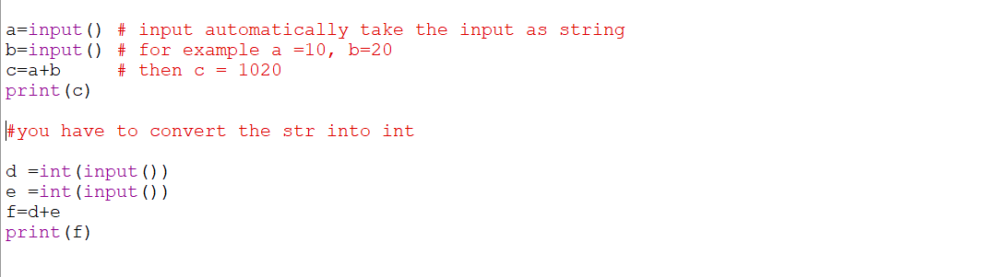 a=input() # input automatically take the input as string
b=input() # for example a =10, b=20
c=a+b     # then c = 1020
print(c)
#you have to convert the str into int
d =int(input())
e =int(input())
f=d+e
print(f)